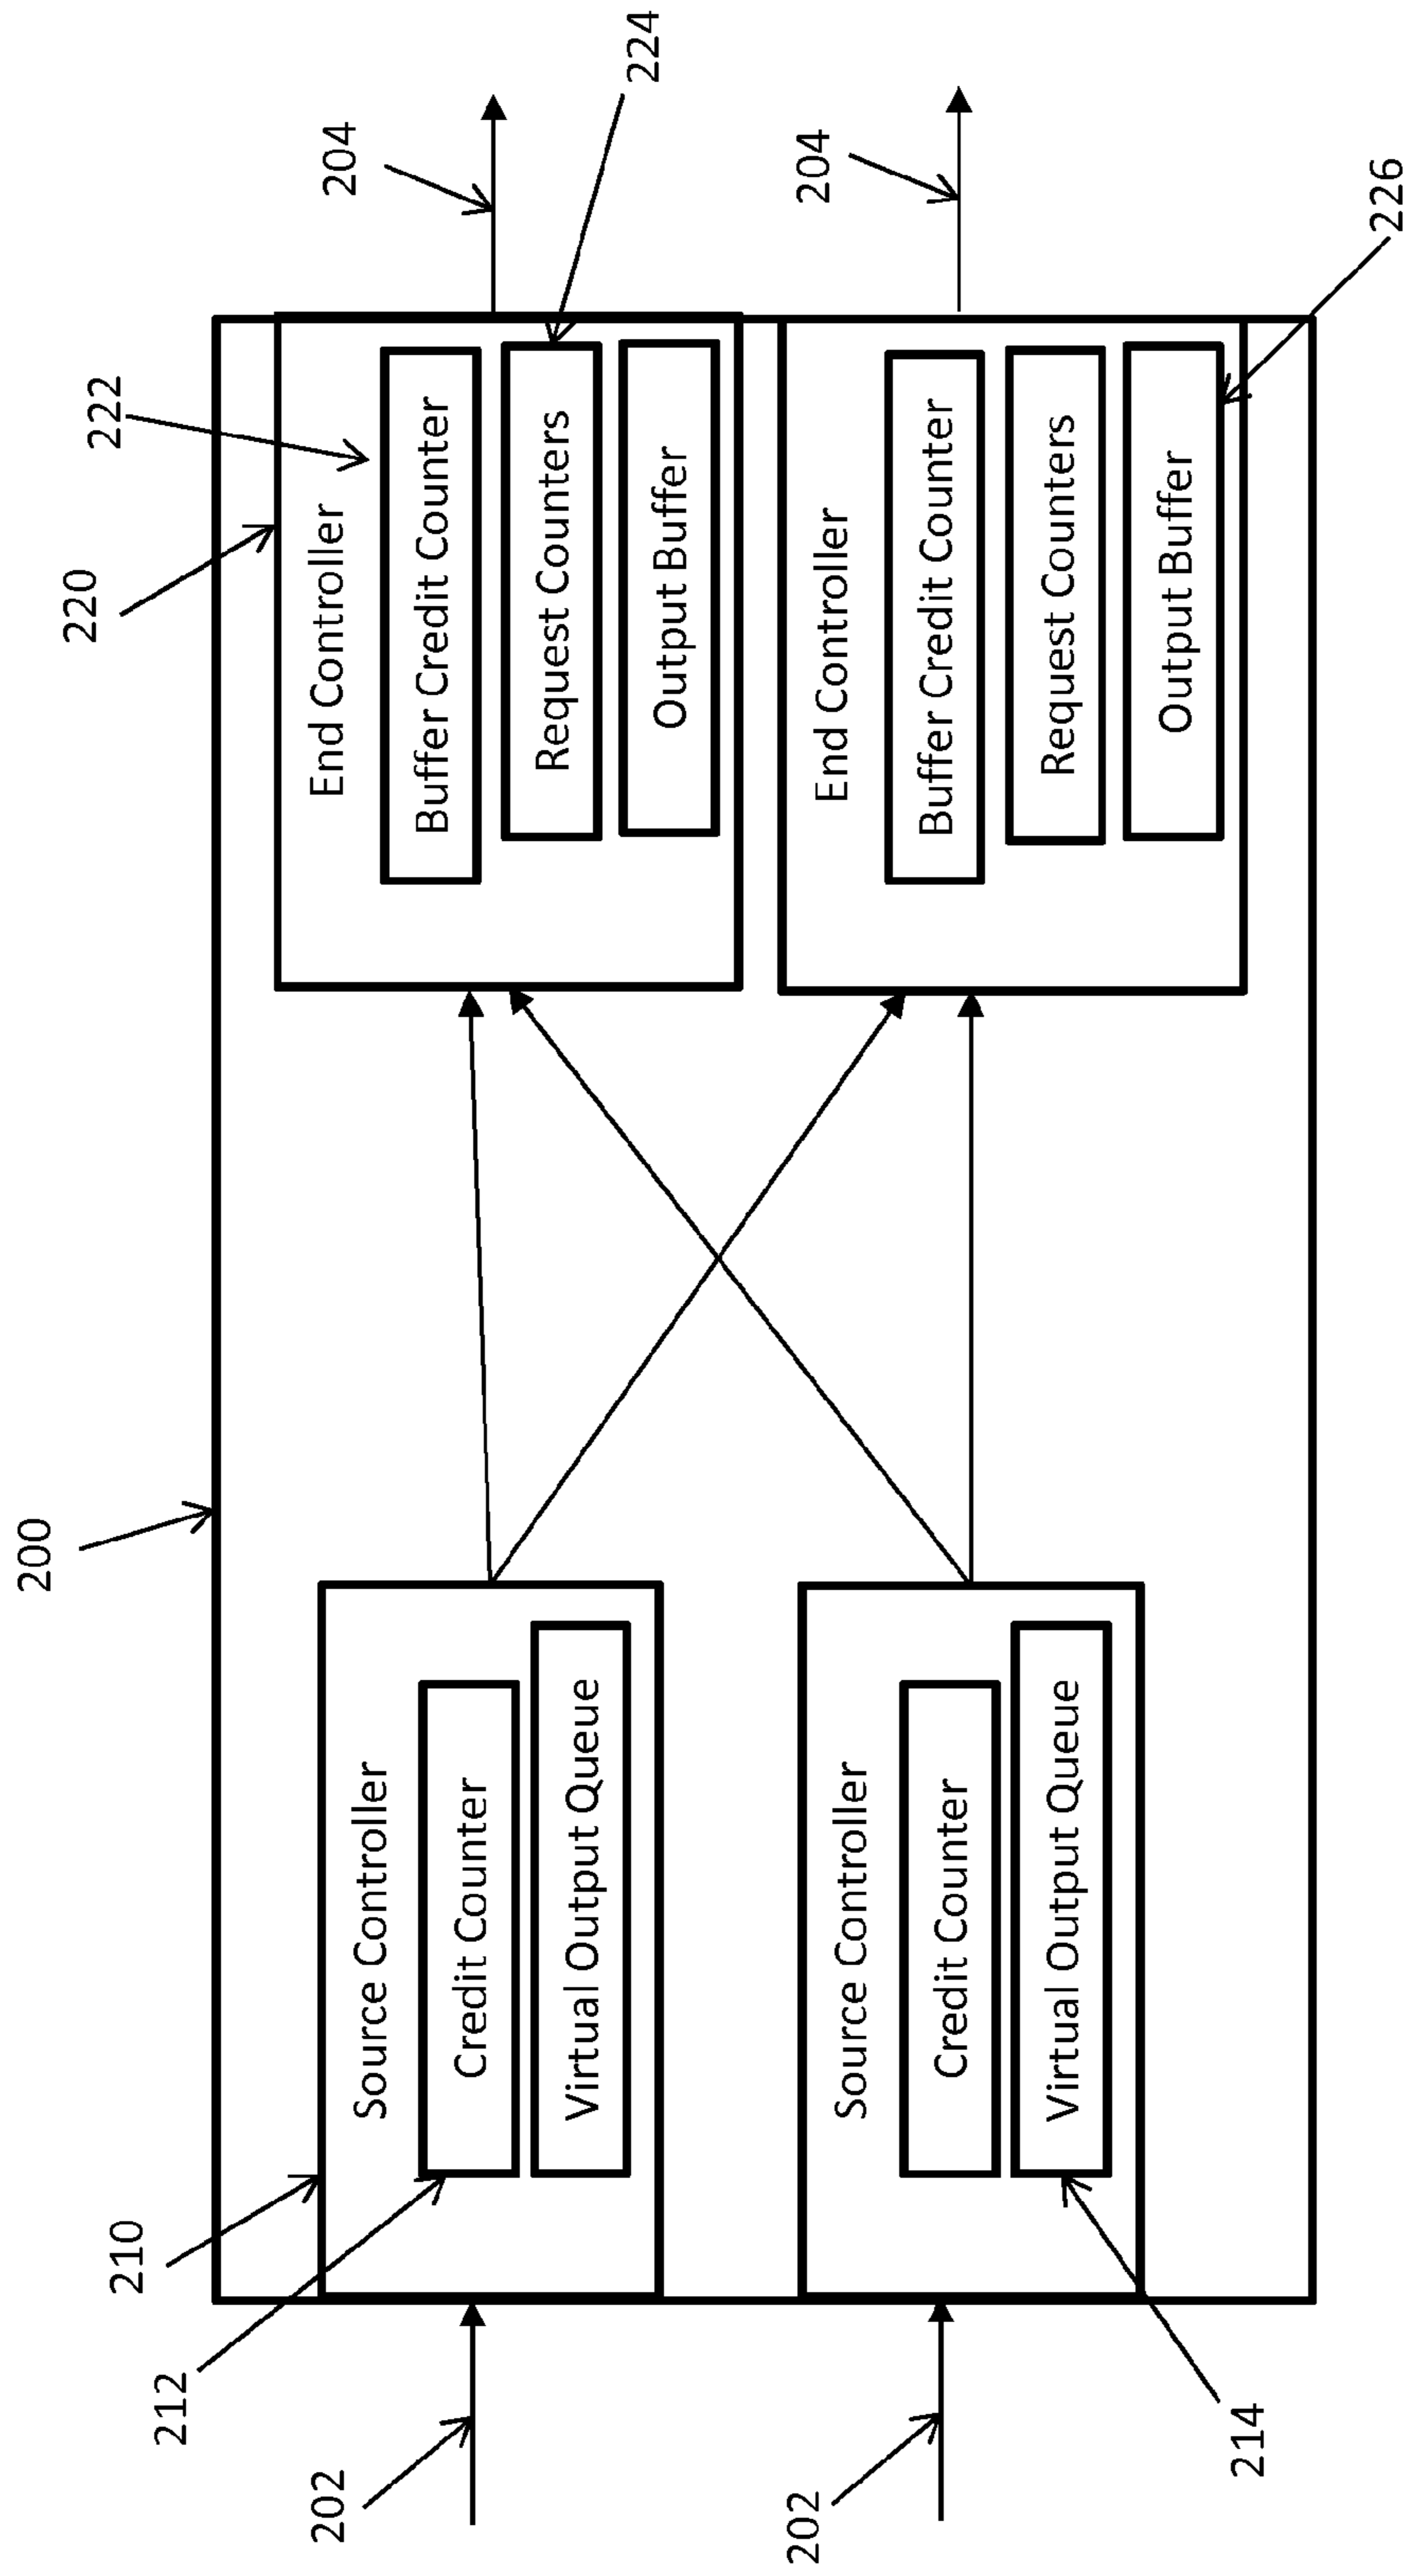 200
202
210
212
Source Controller
Credit Counter
Virtual Output Queue
202
Source Controller
Credit Counter
Virtual Output Queue
214
220
222
End Controller
Buffer Credit Counter
Request Counters
Output Buffer
204
224
End Controller
Buffer Credit Counter
Request Counters
Output Buffer
204
226